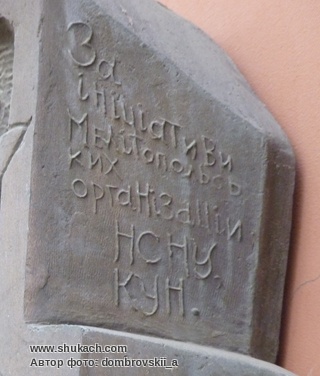 За
ініціативи
Мелітопольсь
ких
організацій
НСНУ
КУН.
www.shukach.com
Автор фото: dombrovskii_a